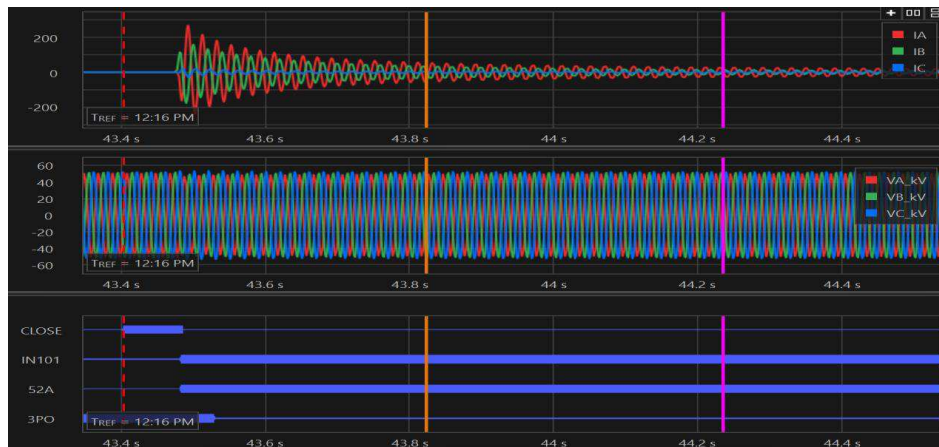 200
0
-200
IA
IB
IC
TREF = 12:16 PM
43.4 s 43.6 s 43.8 s 44 s 44.2 s 44.4 s
60
40
20
0
-20
-40
-60
VA_kV
VB_kV
VC_kV
TREF = 12:16 PM
43.4 s 43.6 s 43.8 s 44 s 44.2 s 44.4 s
CLOSE
IN101
52A
3PO
TREF = 12:16 PM
43.4 s 43.6 s 43.8 s 44 s 44.2 s 44.4 s